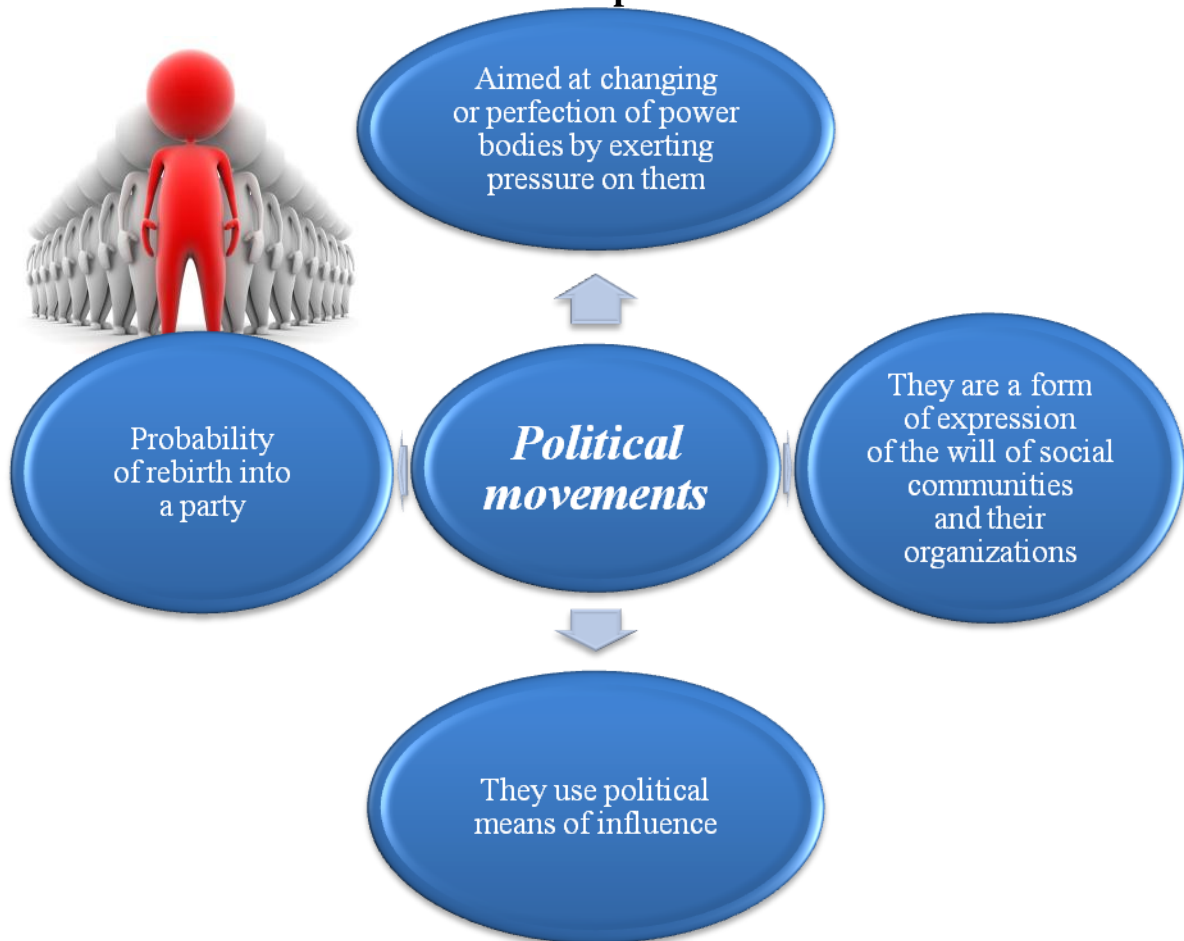 Aimed at changing
or perfection of power
bodies by exerting
pressure on them
Probability
of rebirth into
a party
Political
movements
They are a form
of expression
of the will of social
communities
and their
organizations
They use political
means of influence